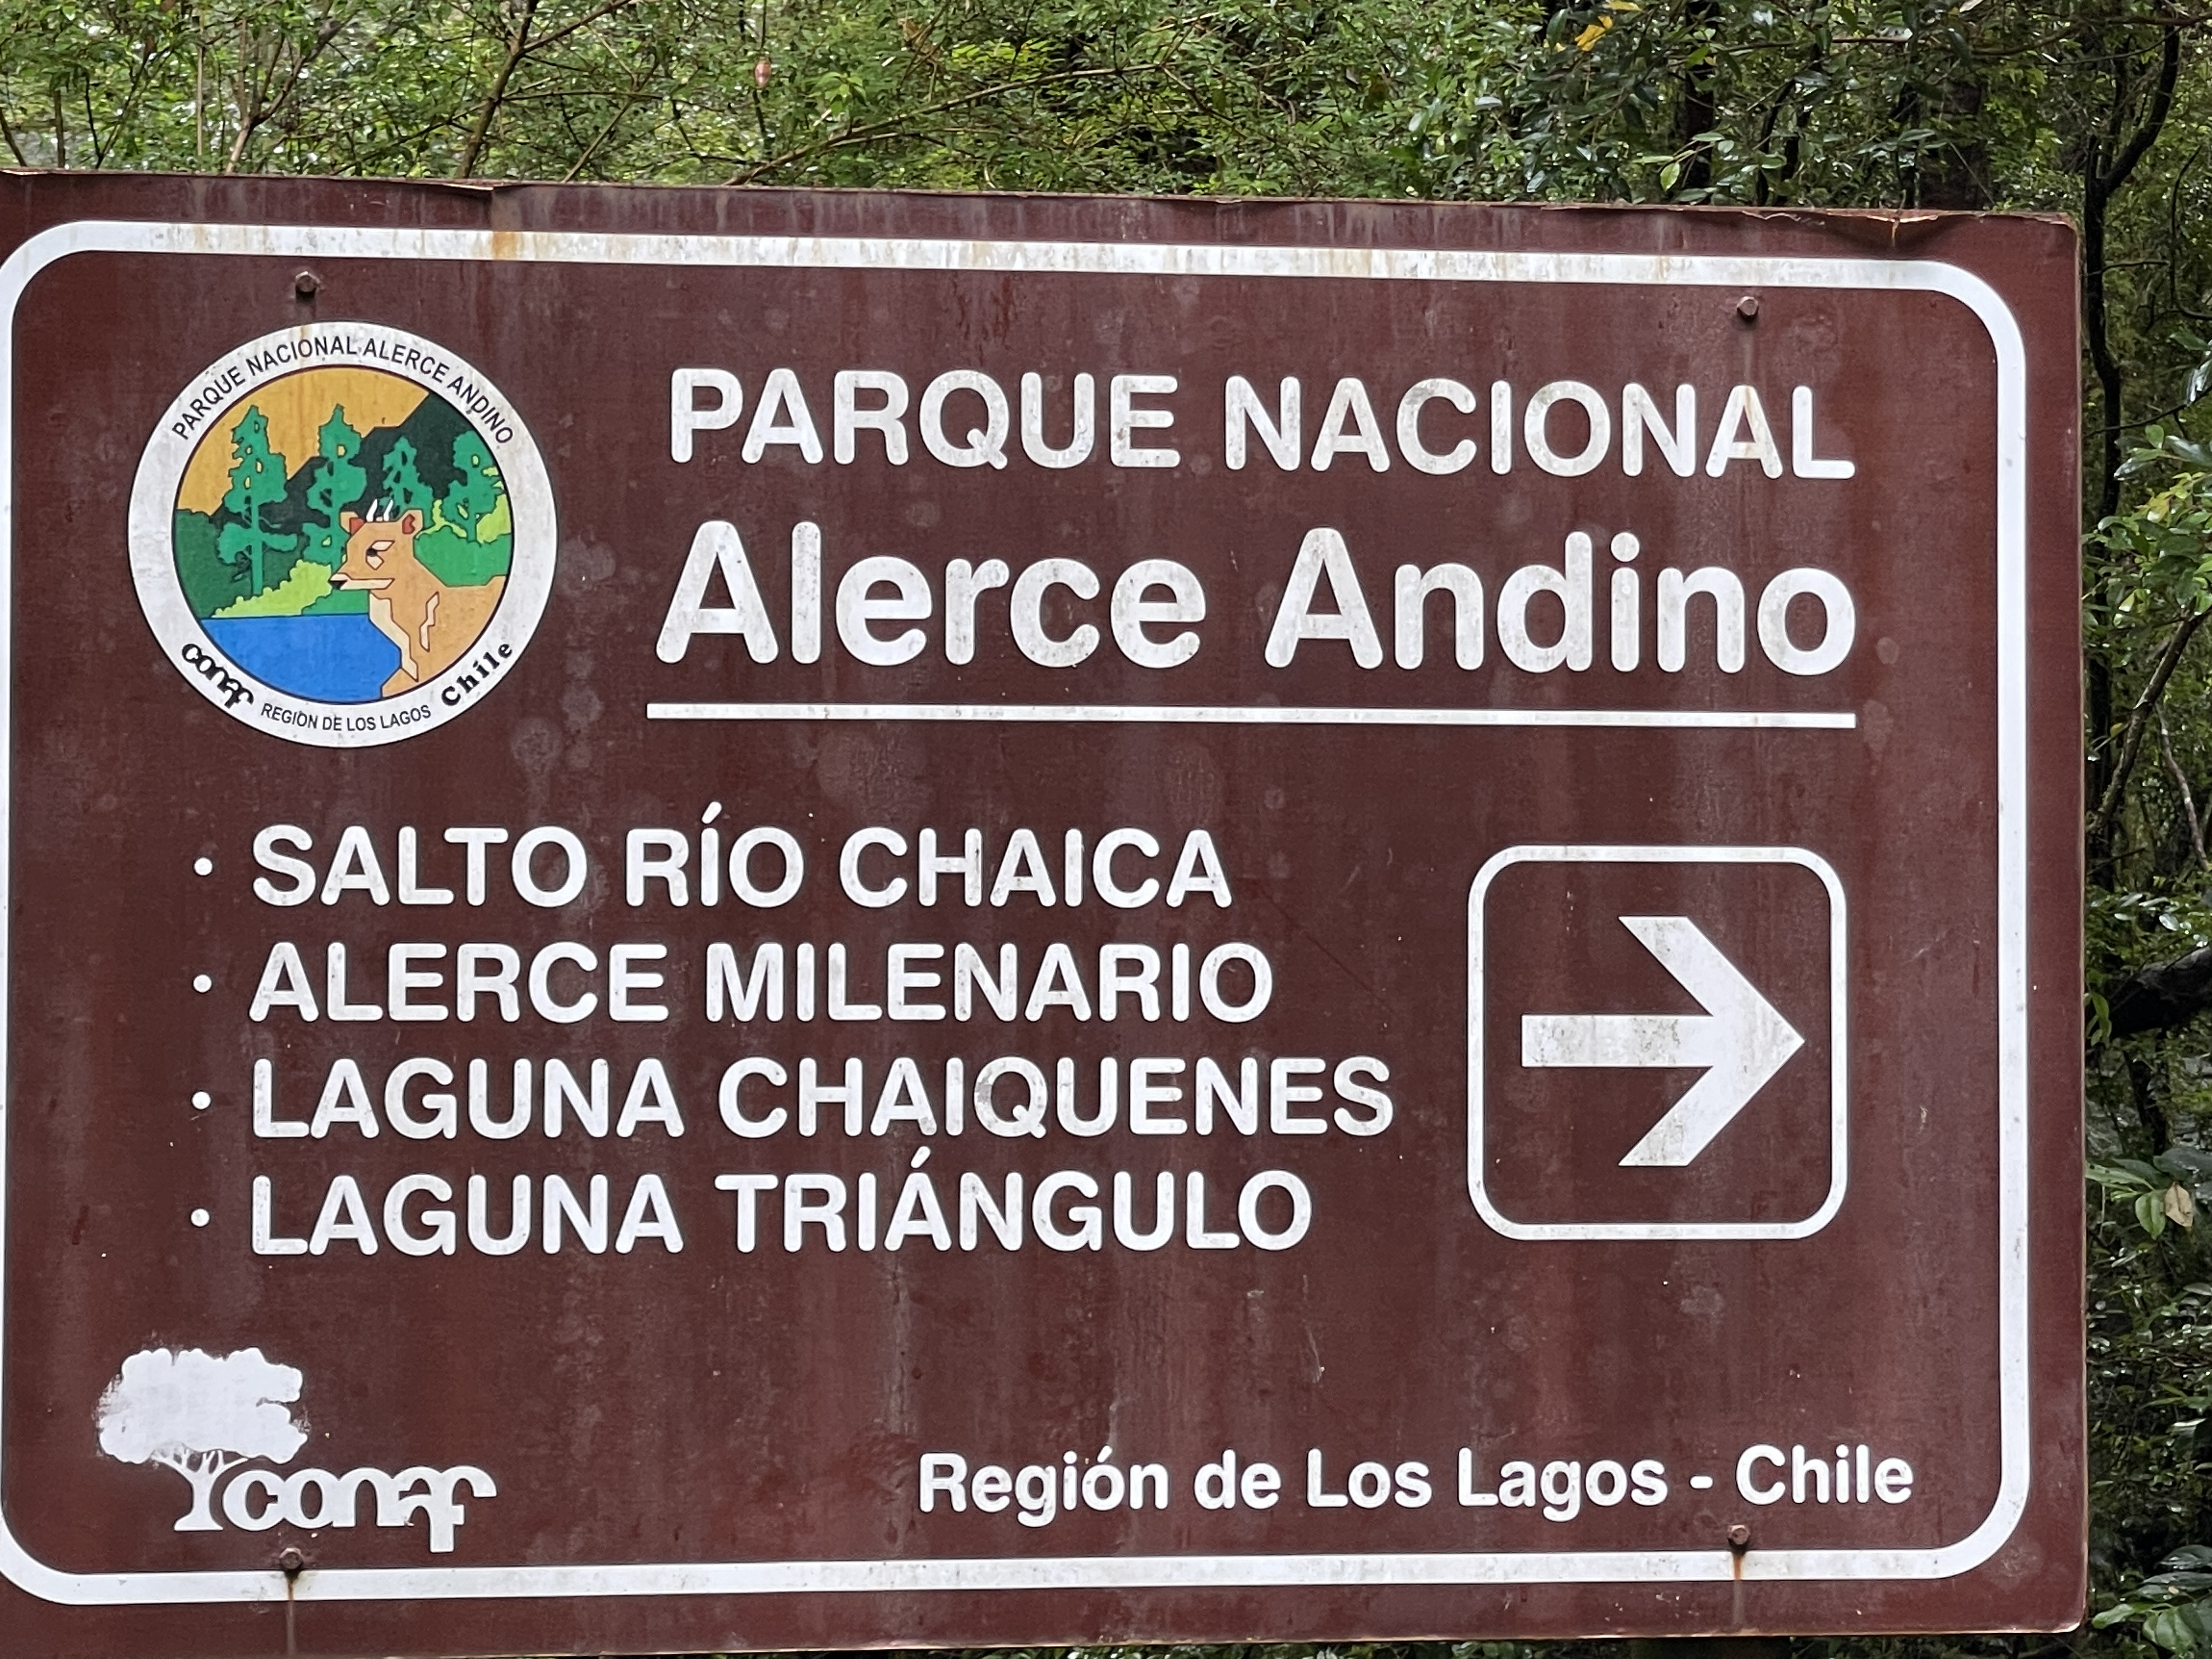 PARQUE NACIONAL ALERCE ANDINO
conaf REGIÓN DE LOS LAGOS Chile
PARQUE NACIONAL
Alerce Andino
• SALTO RÍO CHAICA
• ALERCE MILENARIO
• LAGUNA CHAIQUENES
• LAGUNA TRIÁNGULO
conaf
Región de Los Lagos - Chile